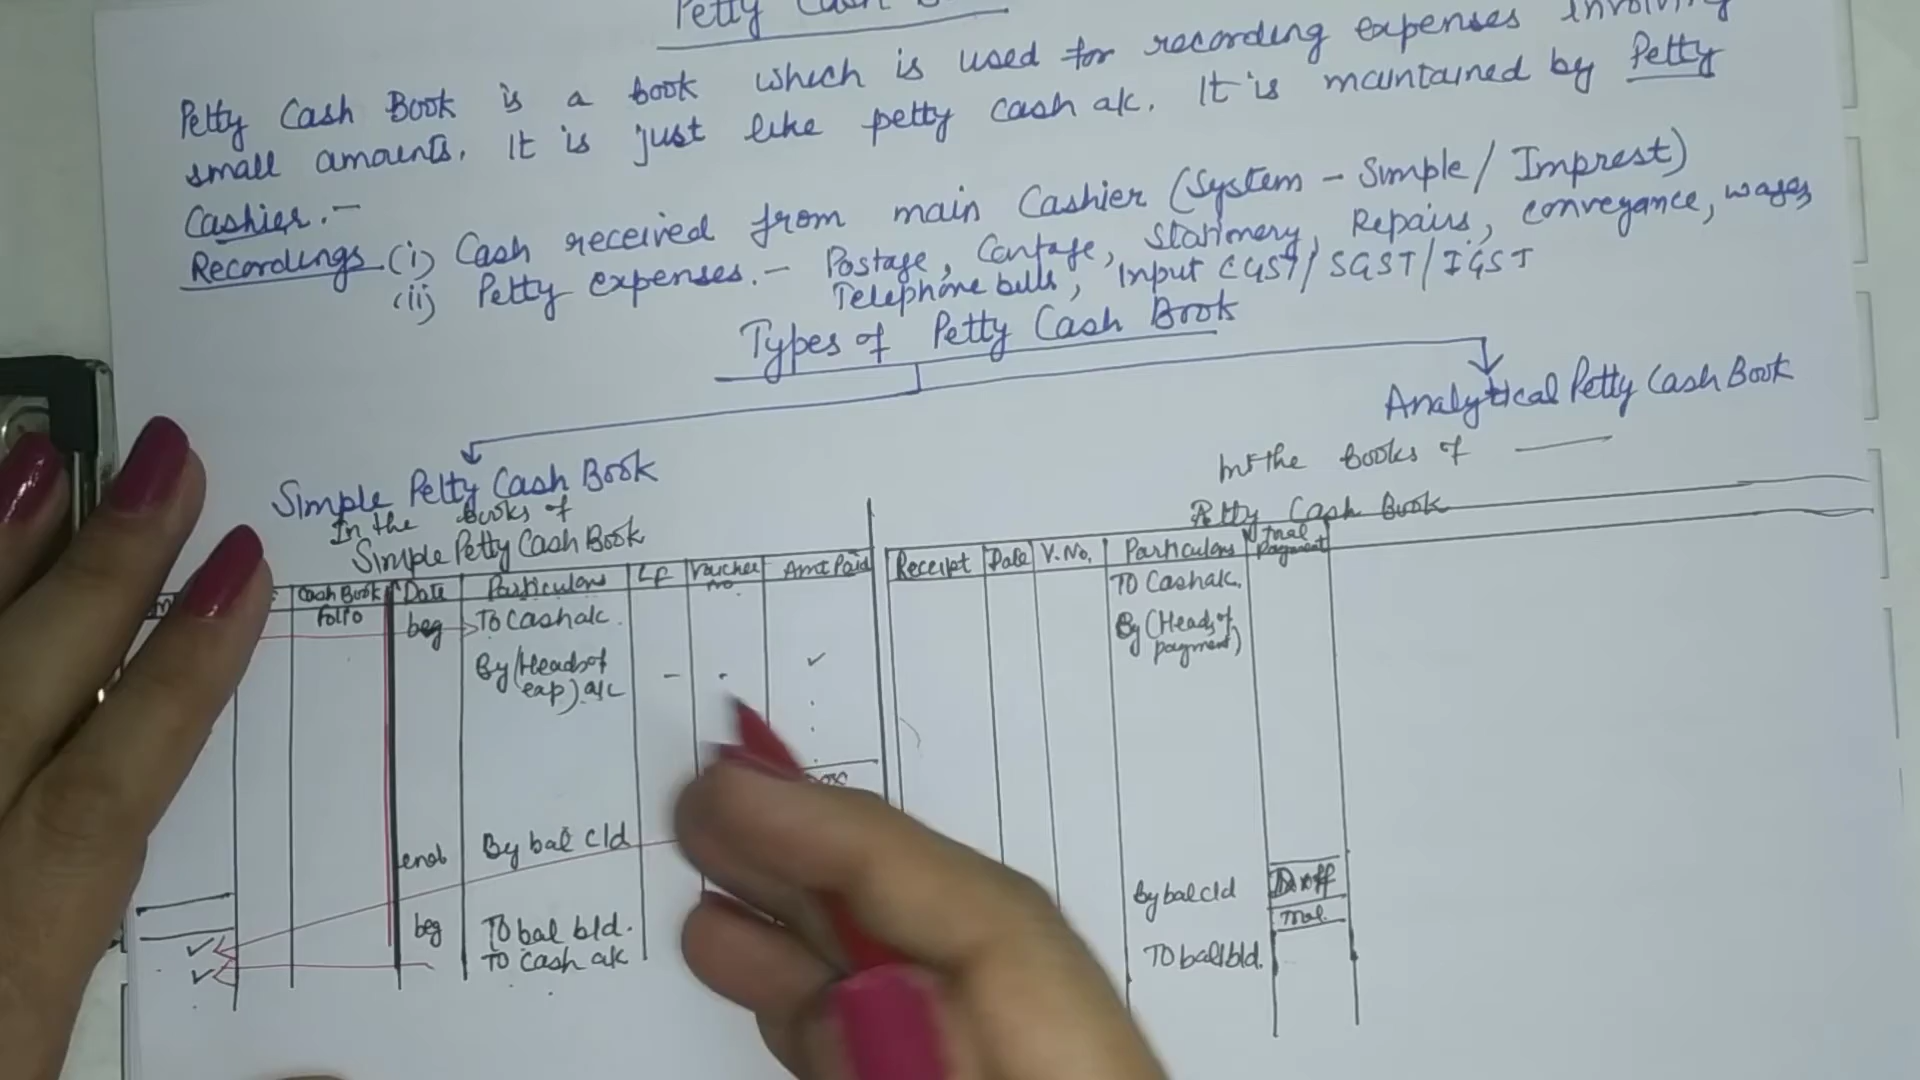 Petty Cash
Petty Cash Book is a book which is used for recording expenses involving
small amounts. It is just like petty cash a/c. It is maintained by Petty
Cashier.-
Recordings (i) Cash received from main Cashier (System - Simple / Imprest)
(ii) Petty expenses.- Postage, Cartage, Stationery, Repairs, conveyance, wages,
Telephone bills, Input CGST/SGST/IGST
Types of Petty Cash Book
Simple Petty Cash Book
In the books of
Simple Petty Cash Book
Cash Book Folio Date Particulars LF Voucher no. Amt Paid
beg To Cash a/c.
By (Heads of exp) a/c - . ✓
end By bal c/d
beg To bal b/d.
To cash a/c
✓
✓
Analytical Petty Cash Book
In the books of
Petty Cash Book
Receipt Date V.No. Particulars Total Payment
To Cash a/c.
By (Heads of payment)
By bal c/d Diff
Total
To bal b/d.